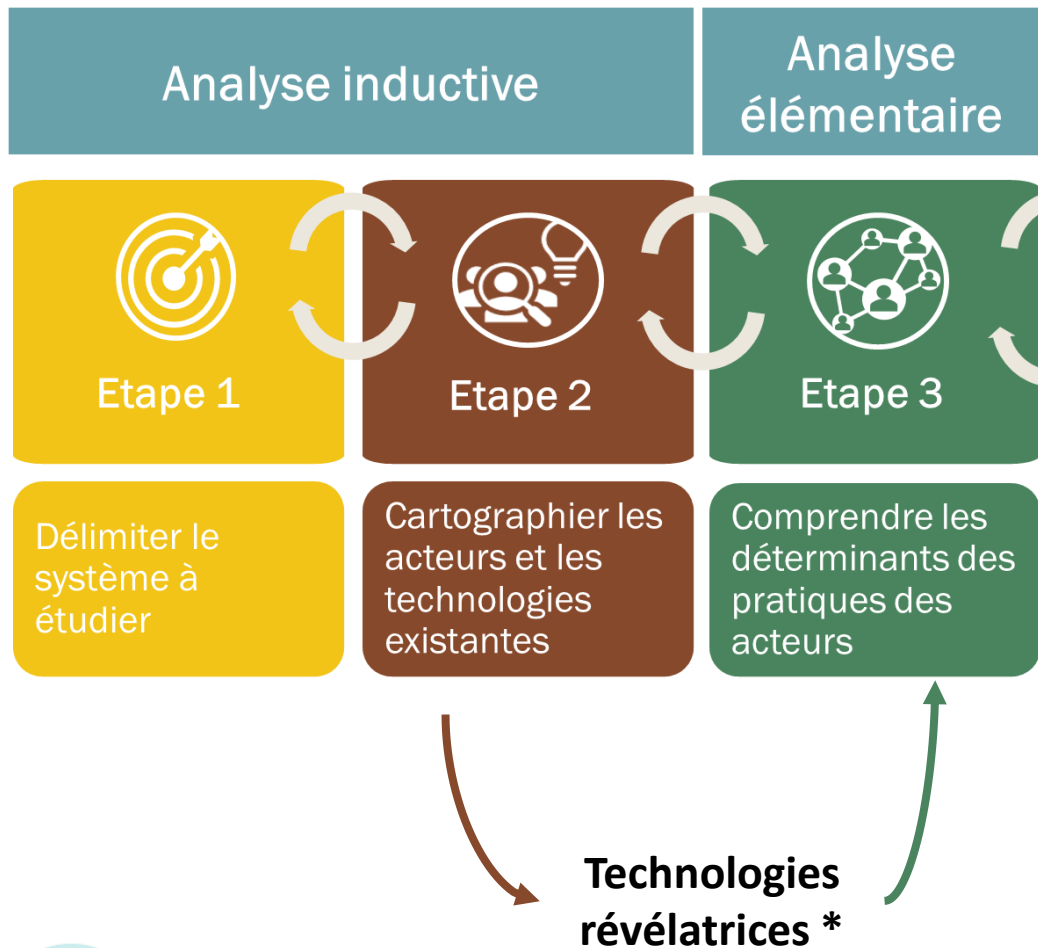 Analyse inductive
Analyse
élémentaire
Etape 1
Etape 2
Etape 3
Délimiter le
système à
étudier
Cartographier les
acteurs et les
technologies
existantes
Comprendre les
déterminants des
pratiques des
acteurs
Technologies
révélatrices *